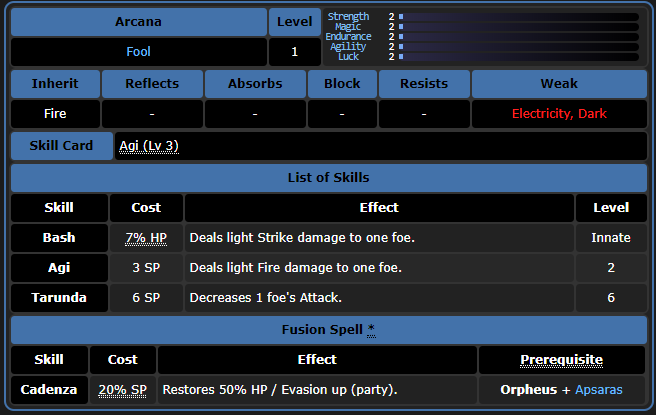 Arcana Level
Strength 2
Magic 2
Endurance 2
Agility 2
Luck 2
Fool 1
Inherit Reflects Absorbs Block Resists Weak
Fire - - - - Electricity, Dark
Skill Card Agi (Lv 3)
List of Skills
Skill Cost Effect Level
Bash 7% HP Deals light Strike damage to one foe. Innate
Agi 3 SP Deals light Fire damage to one foe. 2
Tarunda 6 SP Decreases 1 foe's Attack. 6
Fusion Spell *
Skill Cost Effect Prerequisite
Cadenza 20% SP Restores 50% HP / Evasion up (party). Orpheus + Apsaras